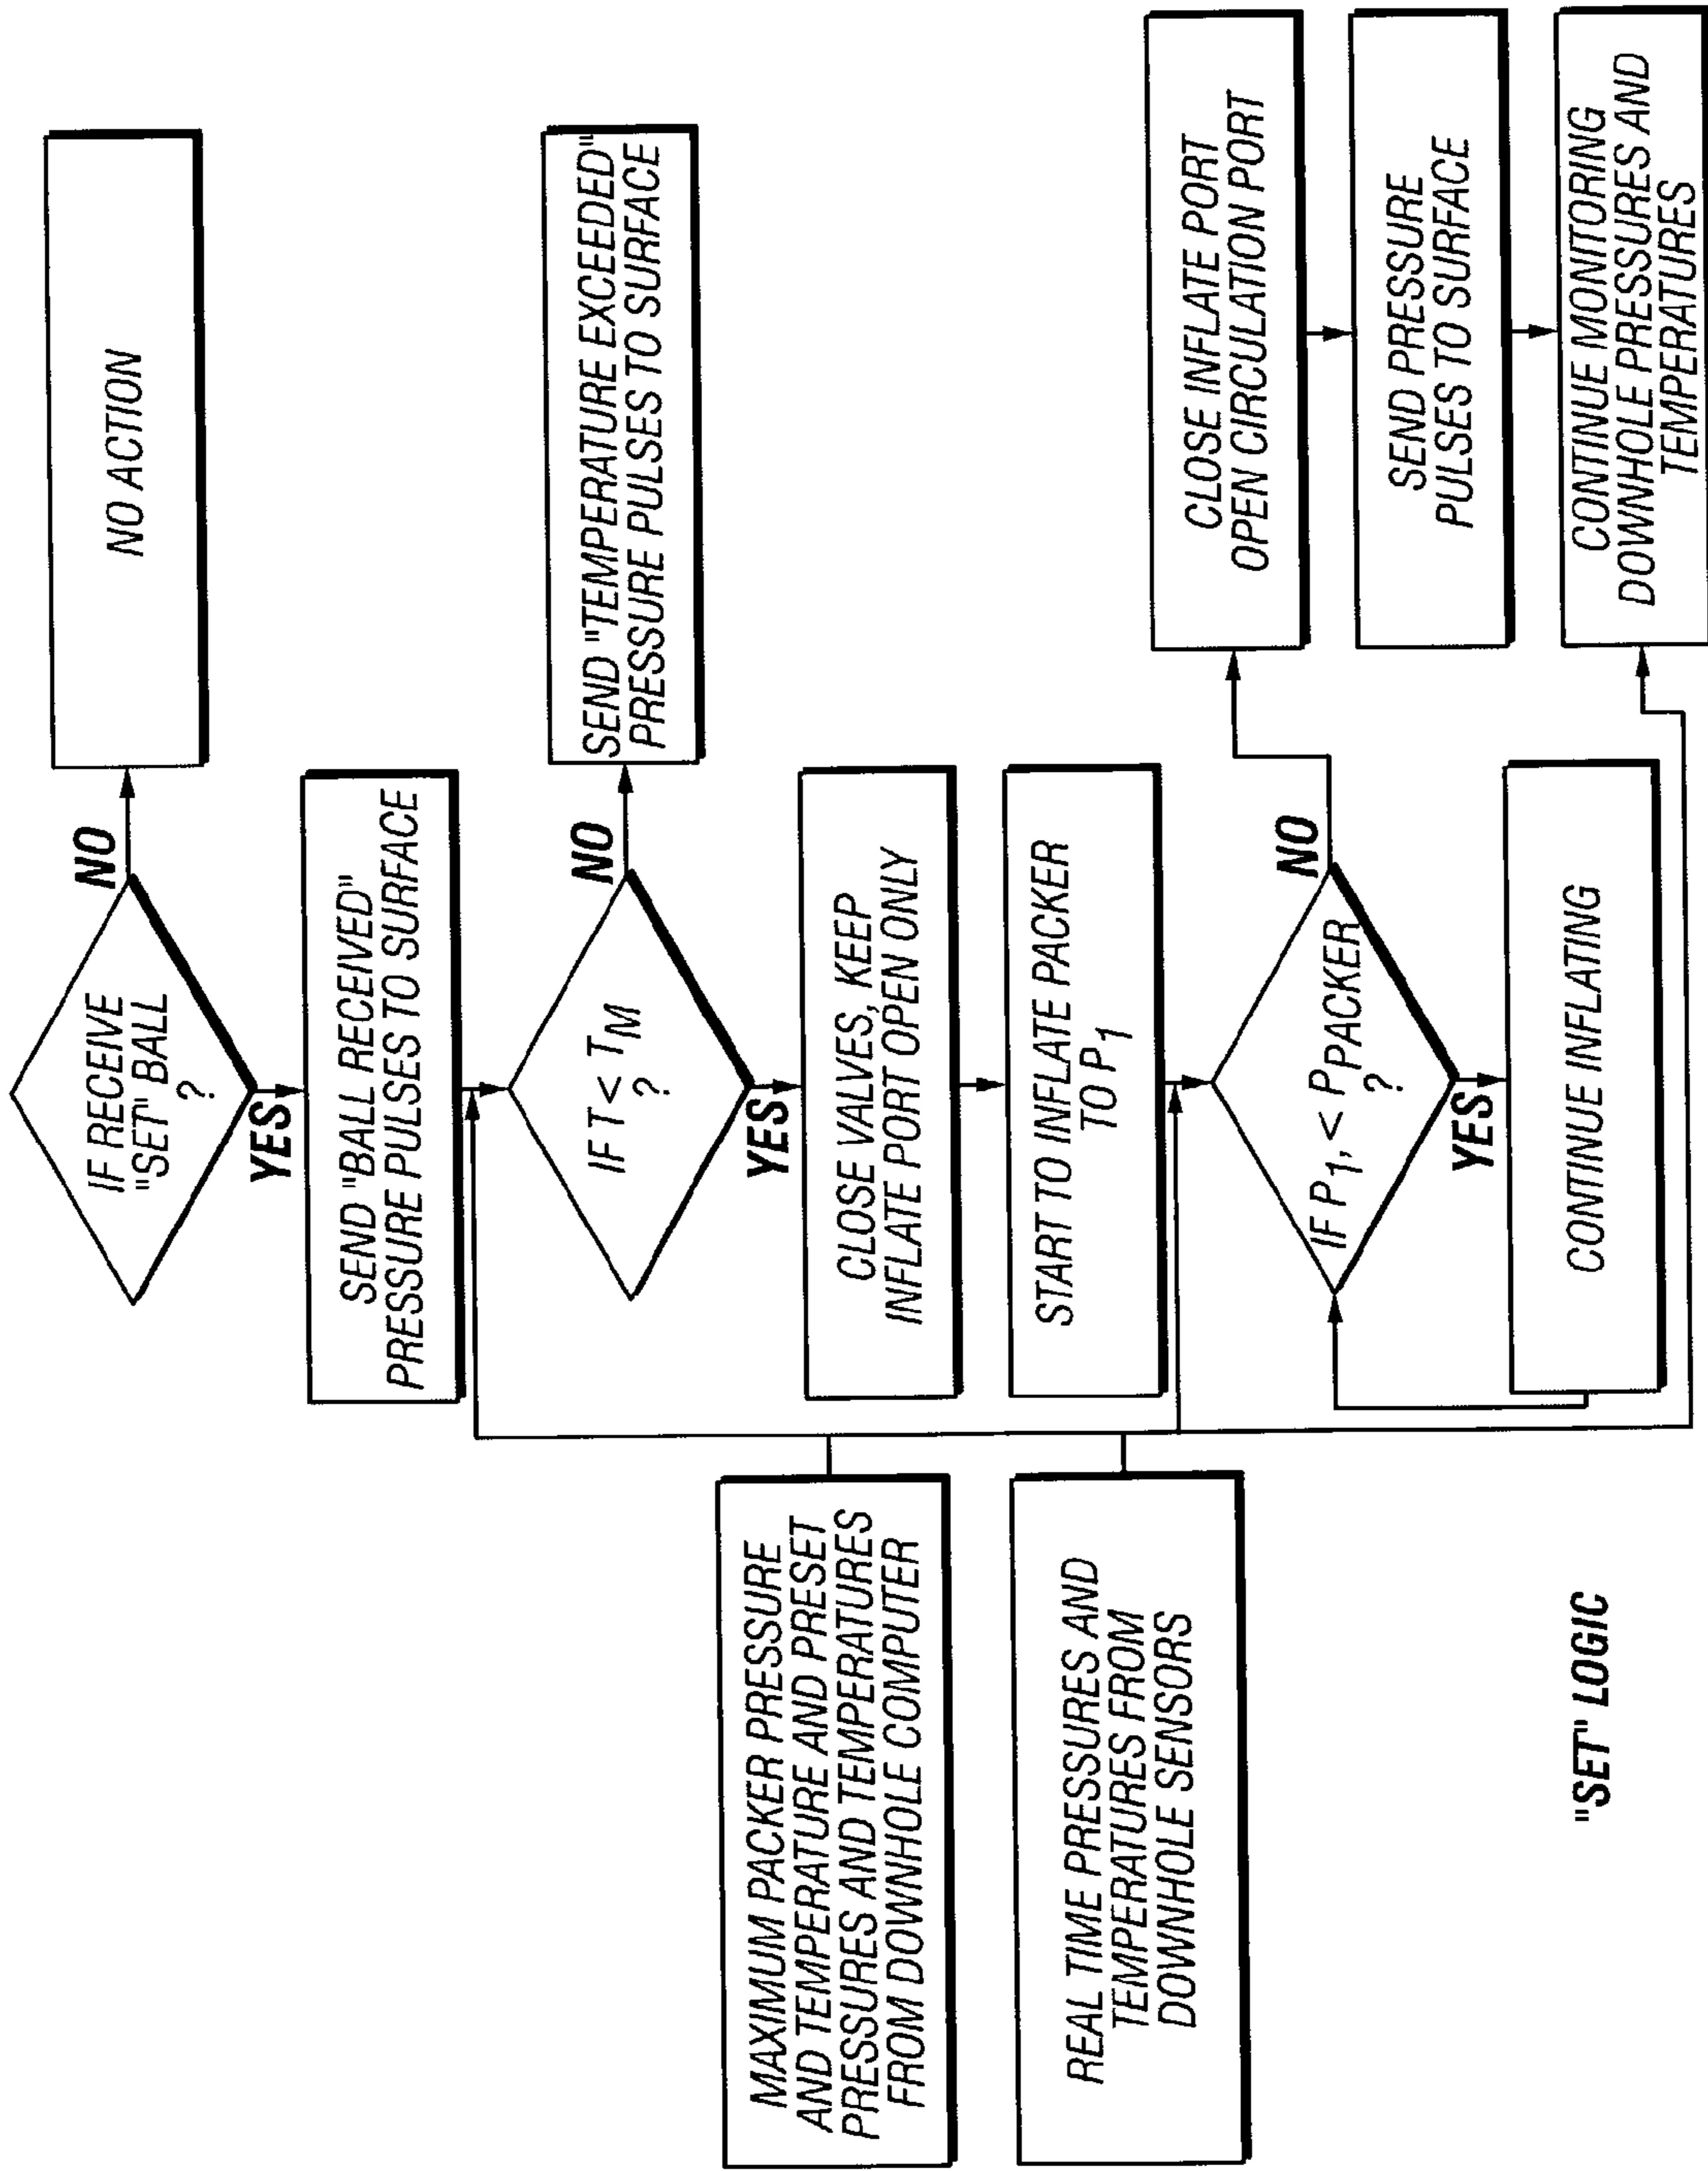 IF RECEIVE
"SET" BALL
?
NO
NO ACTION
YES
SEND "BALL RECEIVED"
PRESSURE PULSES TO SURFACE
IF T < TM
?
NO
SEND "TEMPERATURE EXCEEDED"
PRESSURE PULSES TO SURFACE
YES
CLOSE VALVES, KEEP
INFLATE PORT OPEN ONLY
START TO INFLATE PACKER
TO P1
IF P1, < PPACKER
?
NO
CLOSE INFLATE PORT
OPEN CIRCULATION PORT
SEND PRESSURE
PULSES TO SURFACE
CONTINUE MONITORING
DOWNHOLE PRESSURES AND
TEMPERATURES
YES
CONTINUE INFLATING
MAXIMUM PACKER PRESSURE
AND TEMPERATURE AND PRESET
PRESSURES AND TEMPERATURES
FROM DOWNHOLE COMPUTER
REAL TIME PRESSURES AND
TEMPERATURES FROM
DOWNHOLE SENSORS
"SET" LOGIC